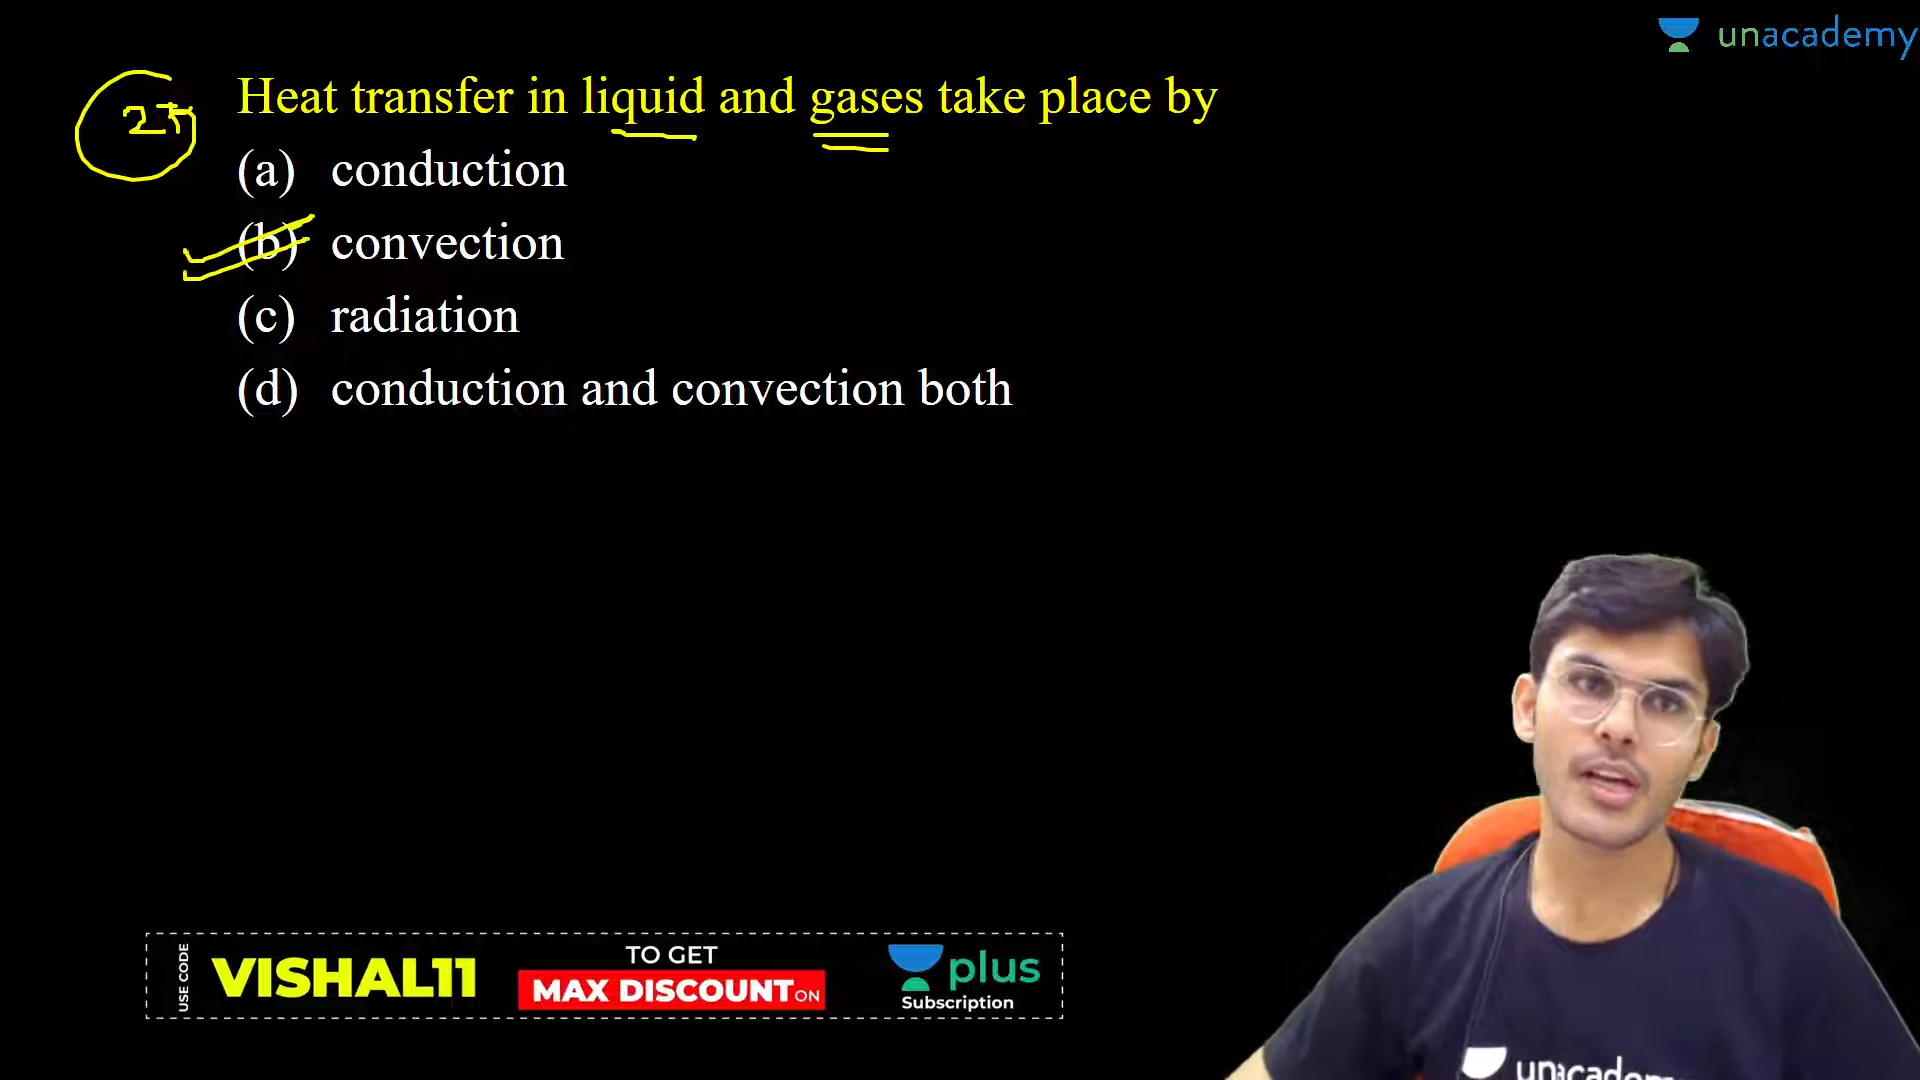 unacademy
Heat transfer in liquid and gases take place by
(a) conduction
(b) convection
(c) radiation
(d) conduction and convection both
USE CODE
VISHAL11
TO GET
MAX DISCOUNT ON
plus
Subscription
unacademy